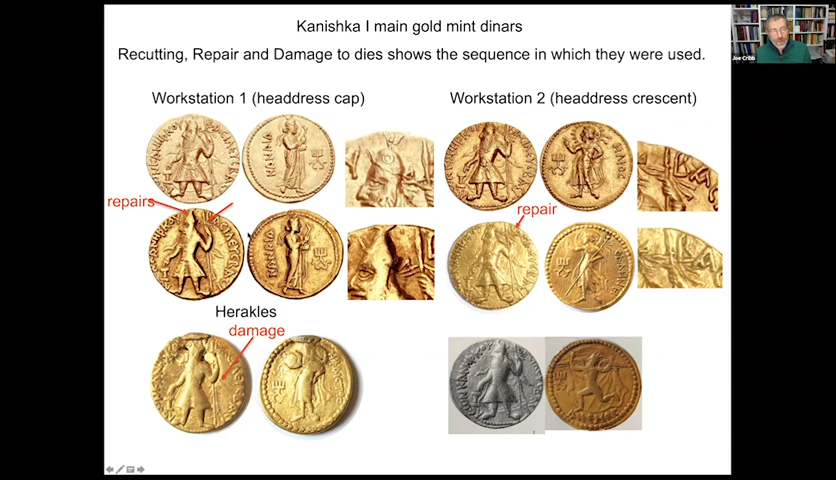 Kanishka I main gold mint dinars
Recutting, Repair and Damage to dies shows the sequence in which they were used.
Workstation 1 (headdress cap)
Workstation 2 (headdress crescent)
repairs
repair
Herakles
damage
Joe Cribb